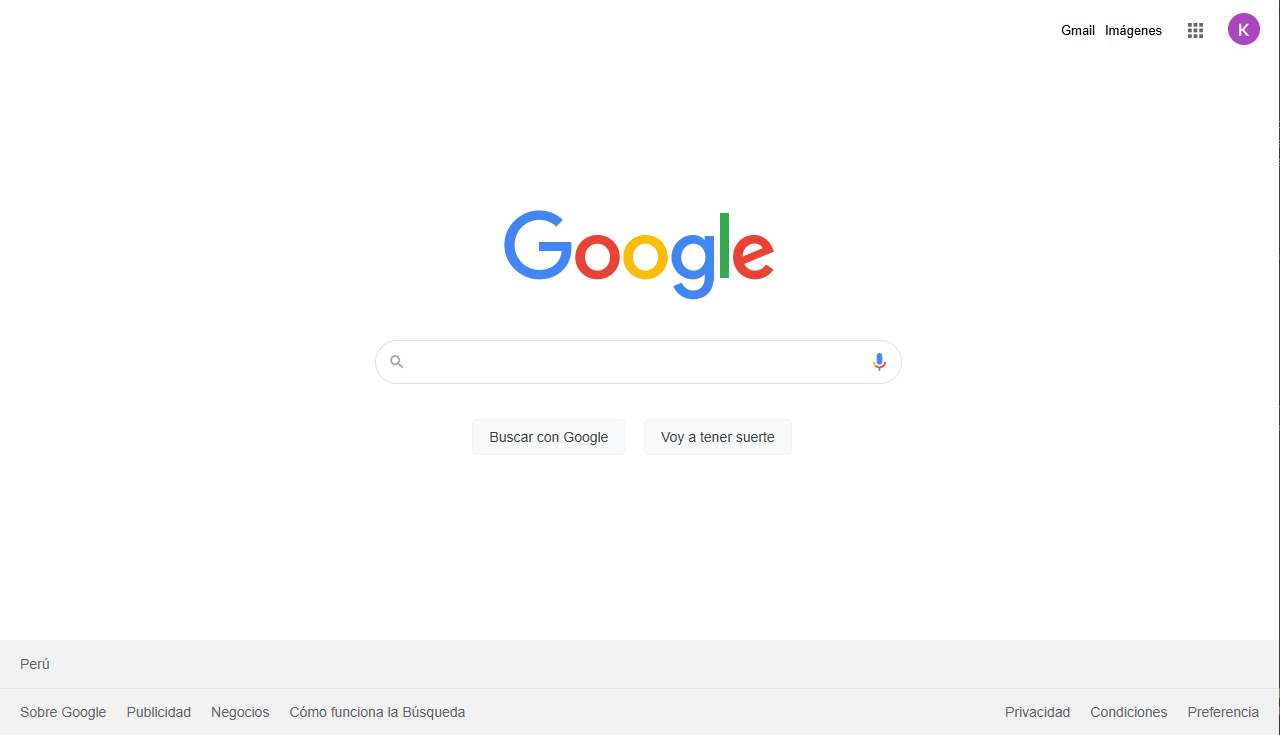 Gmail Imágenes K
Google
Buscar con Google Voy a tener suerte
Perú
Sobre Google Publicidad Negocios Cómo funciona la Búsqueda Privacidad Condiciones Preferencia